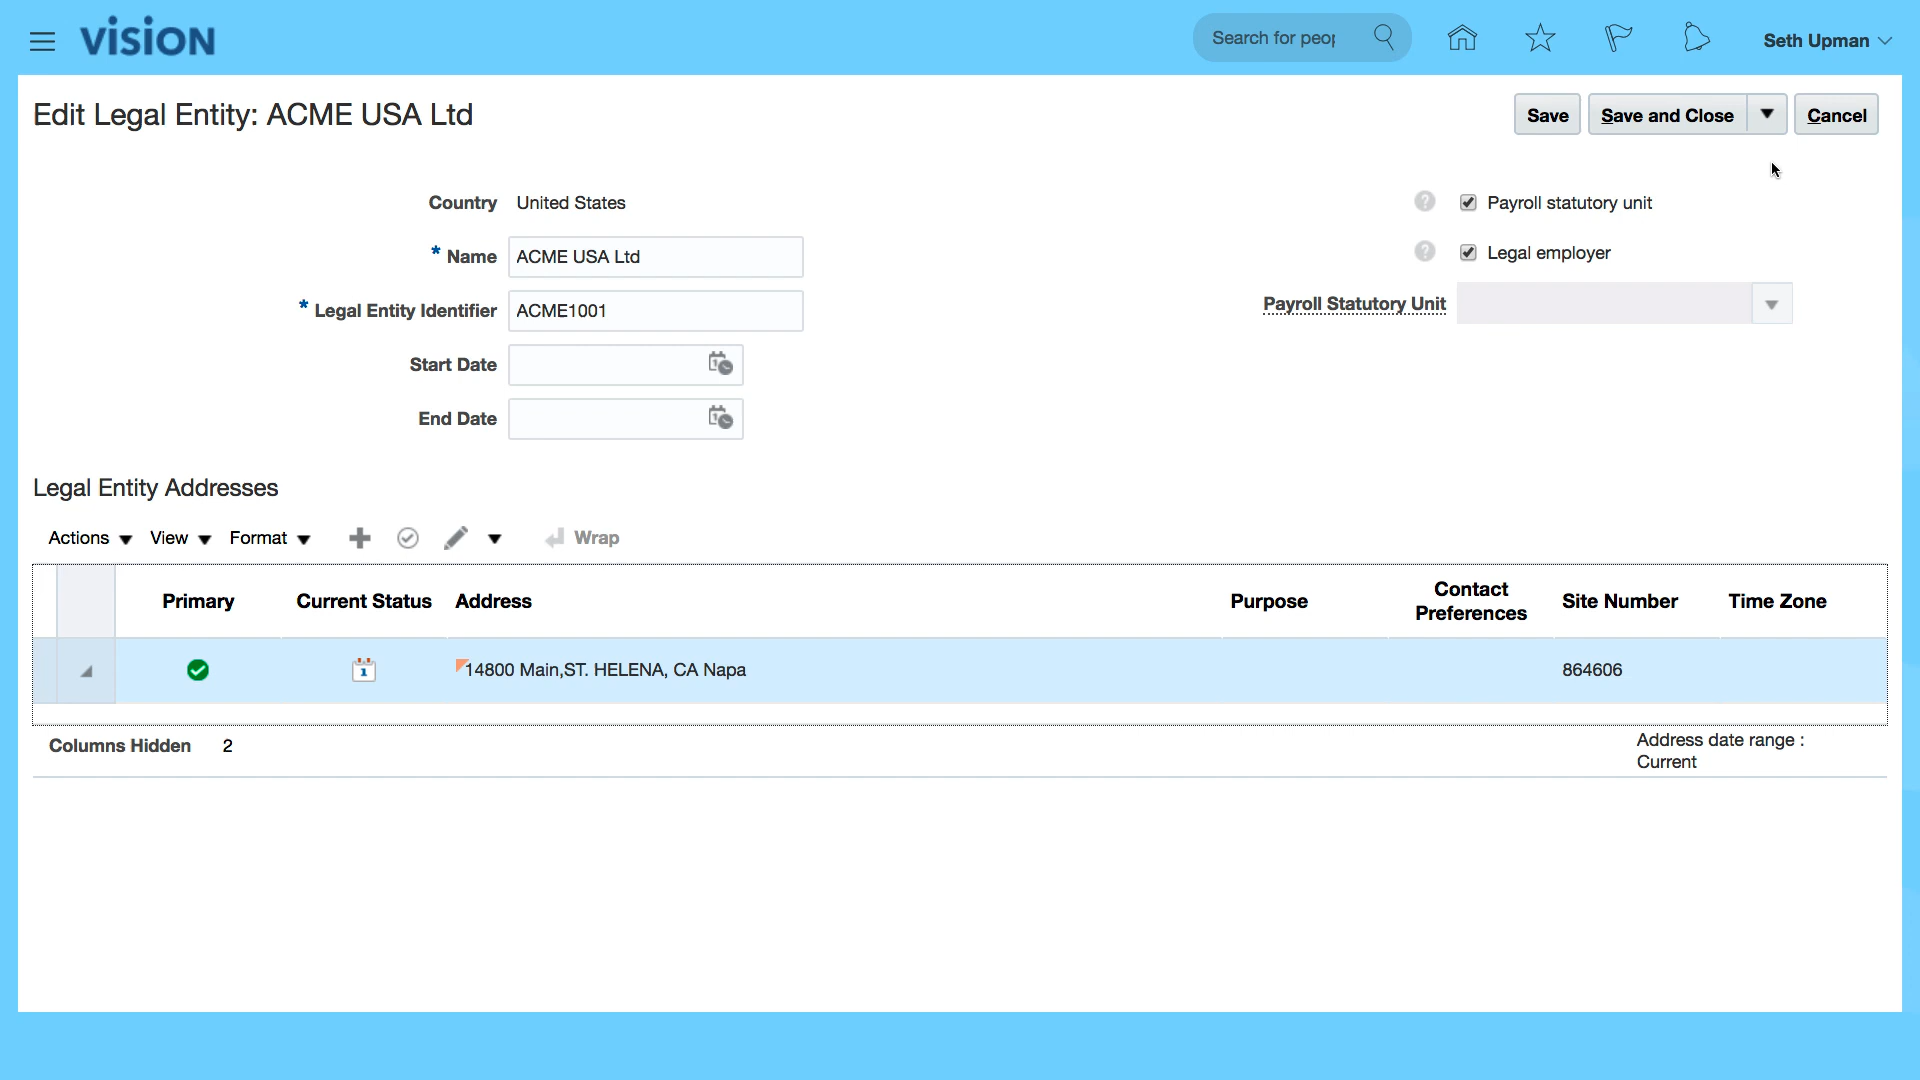 vision
Search for peop
Seth Upman
Edit Legal Entity: ACME USA Ltd
Save
Save and Close
Cancel
Country United States
* Name ACME USA Ltd
* Legal Entity Identifier ACME1001
Start Date
End Date
? Payroll statutory unit
? Legal employer
Payroll Statutory Unit
Legal Entity Addresses
Actions View Format Wrap
Primary Current Status Address Purpose Contact Preferences Site Number Time Zone
14800 Main,ST. HELENA, CA Napa 864606
Columns Hidden 2
Address date range :
Current